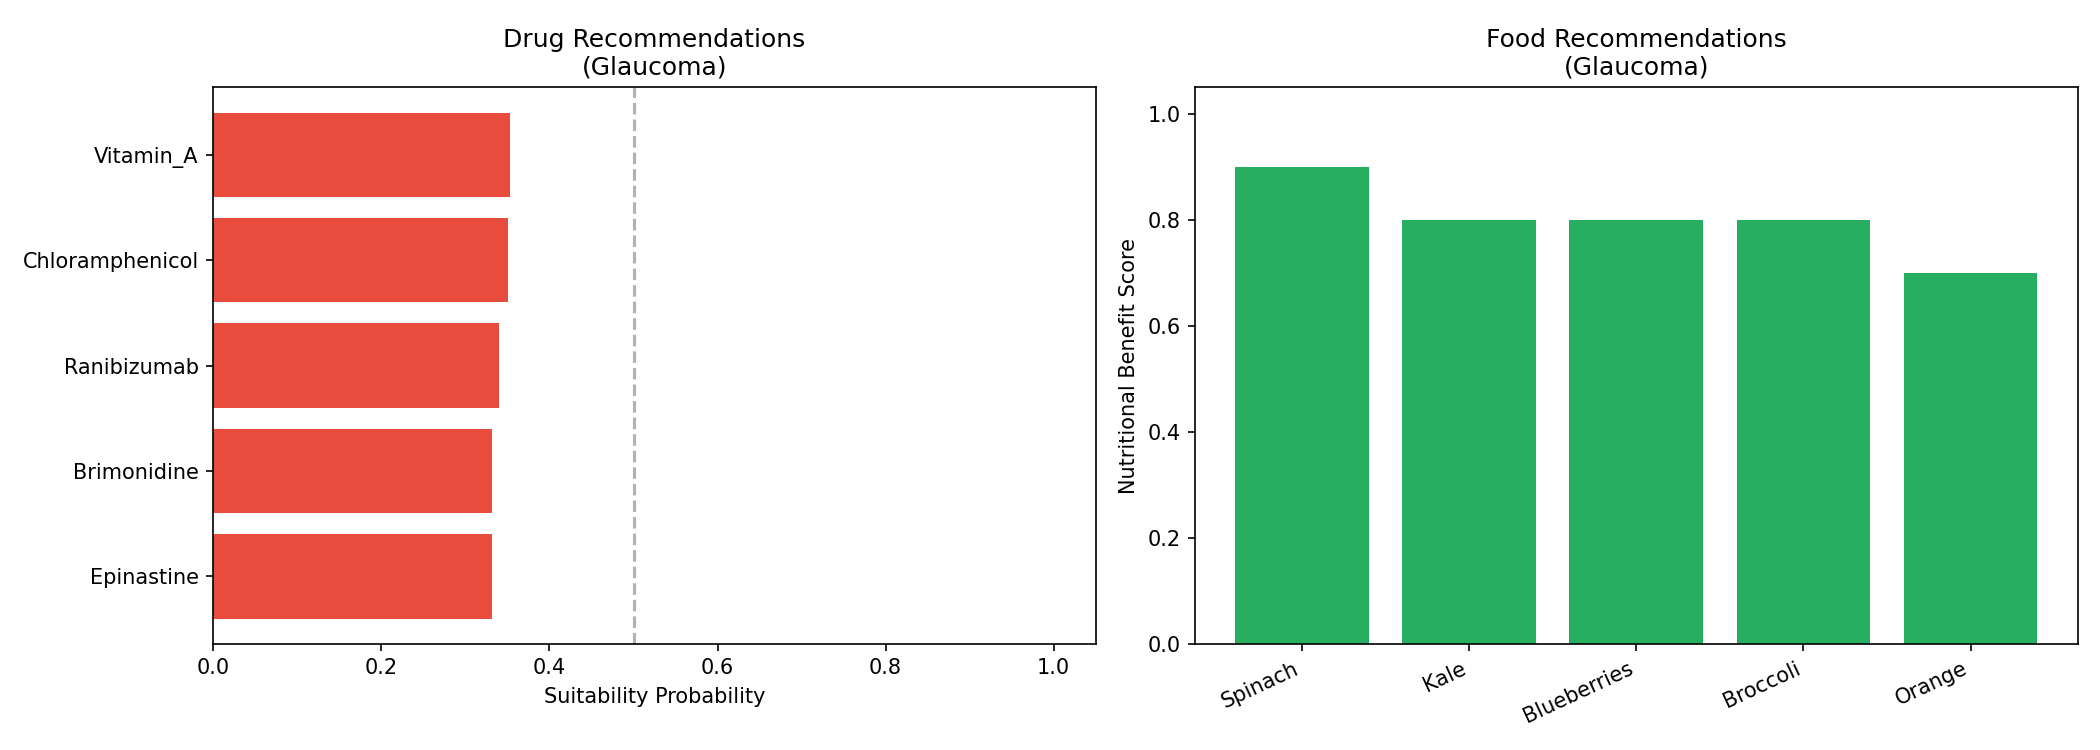 Drug Recommendations
(Glaucoma)
Vitamin_A
Chloramphenicol
Ranibizumab
Brimonidine
Epinastine
0.0 0.2 0.4 0.6 0.8 1.0
Suitability Probability
Food Recommendations
(Glaucoma)
Nutritional Benefit Score
1.0
0.8
0.6
0.4
0.2
0.0
Spinach Kale Blueberries Broccoli Orange